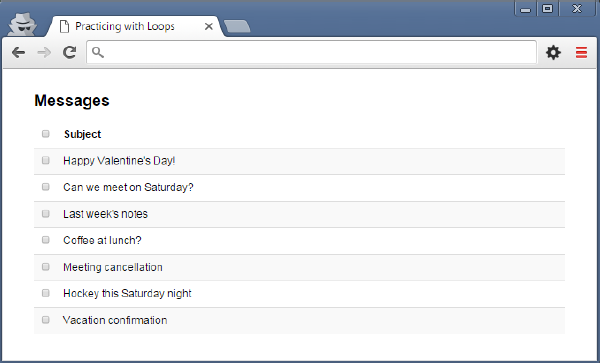 Practicing with Loops
Messages
Subject
Happy Valentine's Day!
Can we meet on Saturday?
Last week's notes
Coffee at lunch?
Meeting cancellation
Hockey this Saturday night
Vacation confirmation